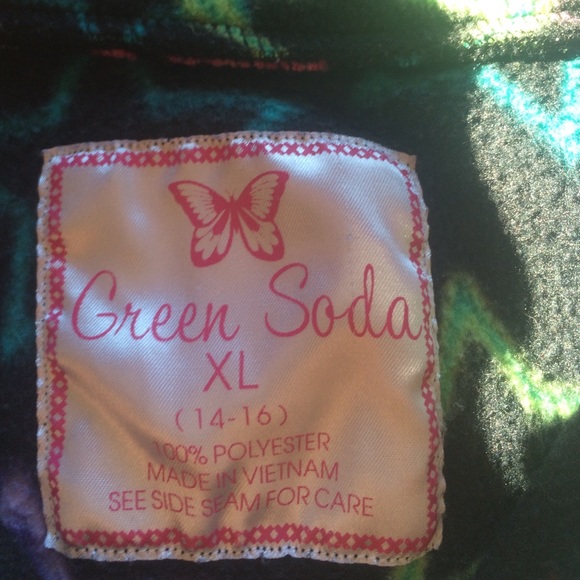 Green Soda
XL
(14-16)
100% POLYESTER
MADE IN VIETNAM
SEE SIDE SEAM FOR CARE